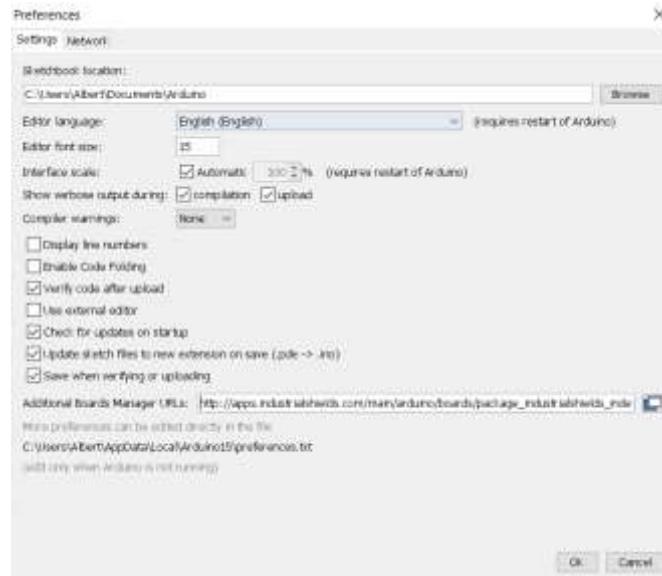 Preferences
Settings Network
Sketchbook location:
C:\Users\Albert\Documents\Arduino Browse
Editor language: English (English) (requires restart of Arduino)
Editor font size: 15
Interface scale: Automatic 100 % (requires restart of Arduino)
Show verbose output during: compilation upload
Compiler warnings: None
Display line numbers
Enable Code Folding
Verify code after upload
Use external editor
Check for updates on startup
Update sketch files to new extension on save (.pde -> .ino)
Save when verifying or uploading
Additional Boards Manager URLs: http://apps.industrialshields.com/main/arduino/boards/package_industrialshields_inde
More preferences can be edited directly in the file
C:\Users\Albert\AppData\Local\Arduino15\preferences.txt
(edit only when Arduino is not running)
OK Cancel